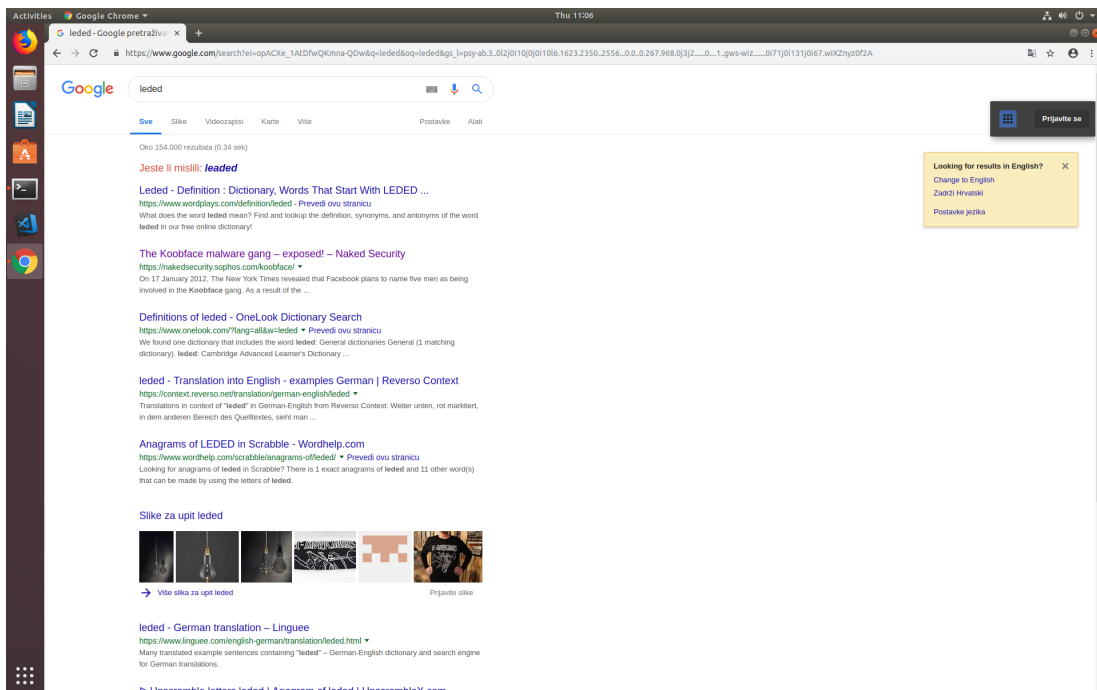 Activities Google Chrome Thu 11:06
leded - Google pretraživa
https://www.google.com/search?ei=opACXe_1AtDfwQKmna-QDw&q=leded&oq=leded&gs_l=psy-ab.3..0l2j0i10j0j0i10l6.1623.2350..2556...0.0..0.267.968.0j3j2......0....1..gws-wiz.......0i71j0i131j0i67.wIXZnyz0f2A
Google leded
Sve Slike Videozapisi Karte Više Postavke Alati
Prijavite se
Oko 154.000 rezultata (0,34 sek)
Jeste li mislili: leaded
Looking for results in English?
Change to English
Zadrži Hrvatski
Postavke jezika
Leded - Definition : Dictionary, Words That Start With LEDED ...
https://www.wordplays.com/definition/leded - Prevedi ovu stranicu
What does the word leded mean? Find and lookup the definition, synonyms, and antonyms of the word
leded in our free online dictionary!
The Koobface malware gang – exposed! – Naked Security
https://nakedsecurity.sophos.com/koobface/
On 17 January 2012, The New York Times revealed that Facebook plans to name five men as being
involved in the Koobface gang. As a result of the ...
Definitions of leded - OneLook Dictionary Search
https://www.onelook.com/?lang=all&w=leded Prevedi ovu stranicu
We found one dictionary that includes the word leded: General dictionaries General (1 matching
dictionary). leded: Cambridge Advanced Learner's Dictionary ...
leded - Translation into English - examples German | Reverso Context
https://context.reverso.net/translation/german-english/leded
Translations in context of "leded" in German-English from Reverso Context: Weiter unten, rot marktiert,
in dem anderen Bereich des Quelltextes, sieht man ...
Anagrams of LEDED in Scrabble - Wordhelp.com
https://www.wordhelp.com/scrabble/anagrams-of/leded/ Prevedi ovu stranicu
Looking for anagrams of leded in Scrabble? There is 1 exact anagrams of leded and 11 other word(s)
that can be made by using the letters of leded.
Slike za upit leded
Više slika za upit leded Prijavite slike
leded - German translation – Linguee
https://www.linguee.com/english-german/translation/leded.html
Many translated example sentences containing "leded" – German-English dictionary and search engine
for German translations.
Unscramble letters leded | Anagram of leded | UnscrambleX.com